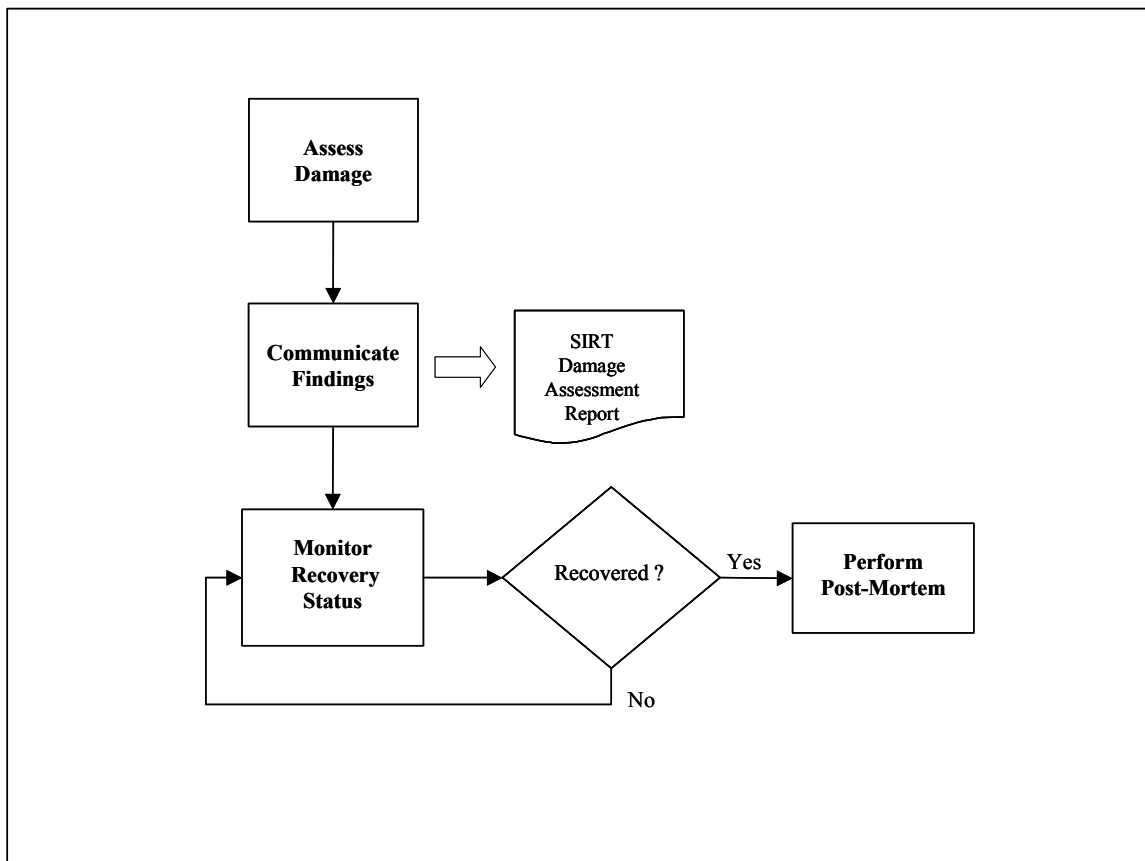 Assess
Damage
Communicate
Findings
SIRT
Damage
Assessment
Report
Monitor
Recovery
Status
Recovered ?
Yes
Perform
Post-Mortem
No